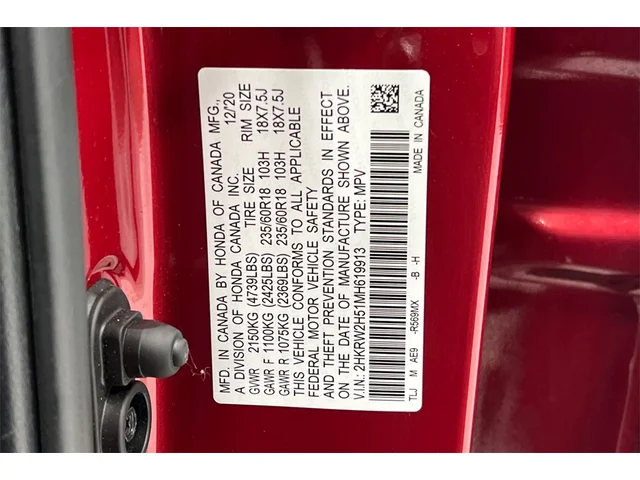 MFD. IN CANADA BY HONDA OF CANADA MFG.,
A DIVISION OF HONDA CANADA INC. 12/'20
GVWR 2150KG (4739LBS) TIRE SIZE RIM SIZE
GAWR F 1100KG (2425LBS) 235/60R18 103H 18X7.5J
GAWR R 1075KG (2369LBS) 235/60R18 103H 18X7.5J
THIS VEHICLE CONFORMS TO ALL APPLICABLE
FEDERAL MOTOR VEHICLE SAFETY
AND THEFT PREVENTION STANDARDS IN EFFECT
ON THE DATE OF MANUFACTURE SHOWN ABOVE.
V.I.N.: 2HKRW2H51MH619913 TYPE: MPV
TLJ M AE9 -R569MX -B -H MADE IN CANADA